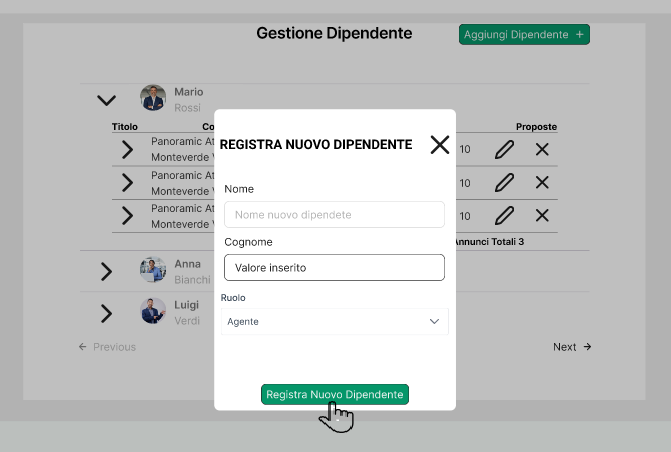 Gestione Dipendente
Aggiungi Dipendente +
Mario
Rossi
Titolo
Co
Proposte
REGISTRA NUOVO DIPENDENTE
Panoramic At
Monteverde
10
Panoramic At
Monteverde
10
Panoramic At
Monteverde
10
Nome
Nome nuovo dipendete
Cognome
Annunci Totali 3
Valore inserito
Anna
Bianchi
Ruolo
Agente
Luigi
Verdi
← Previous
Next →
Registra Nuovo Dipendente